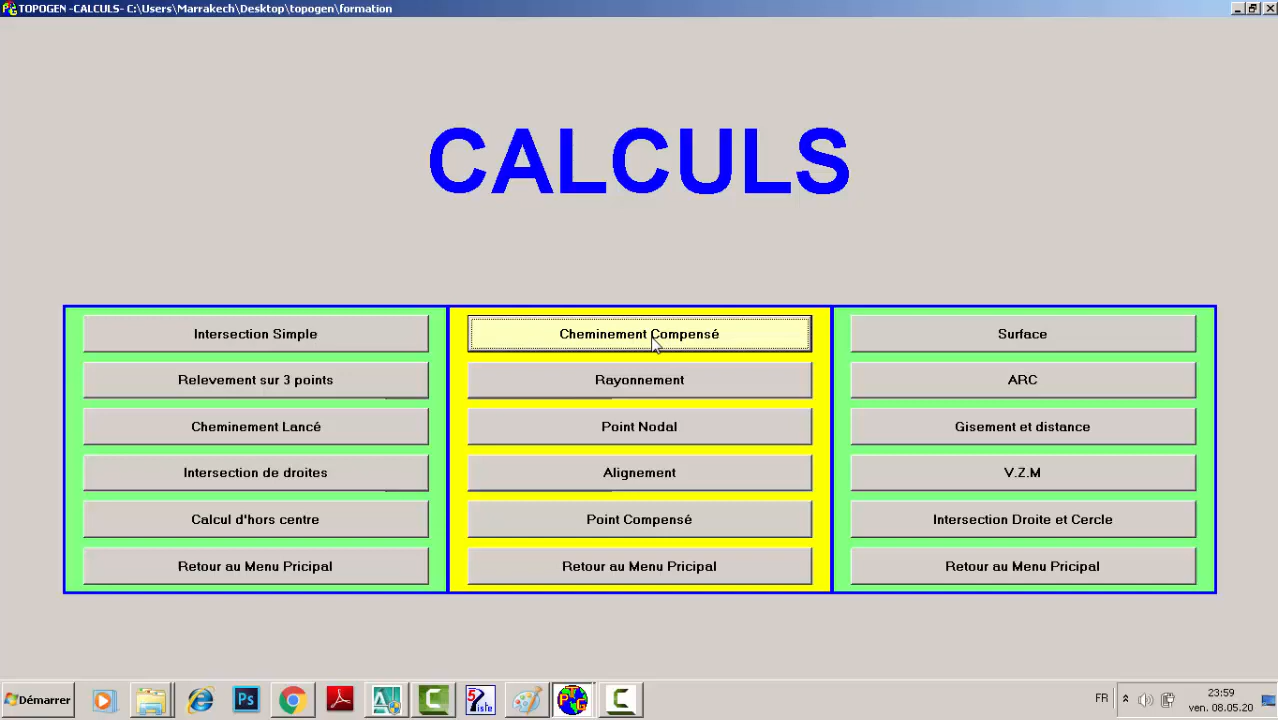 TOPOGEN -CALCULS- C:\Users\Marrakech\Desktop\topogen\formation
CALCULS
Intersection Simple
Relevement sur 3 points
Cheminement Lancé
Intersection de droites
Calcul d'hors centre
Retour au Menu Pricipal
Cheminement Compensé
Rayonnement
Point Nodal
Alignement
Point Compensé
Retour au Menu Pricipal
Surface
ARC
Gisement et distance
V.Z.M
Intersection Droite et Cercle
Retour au Menu Pricipal
Démarrer
FR
23:59
ven. 08.05.20